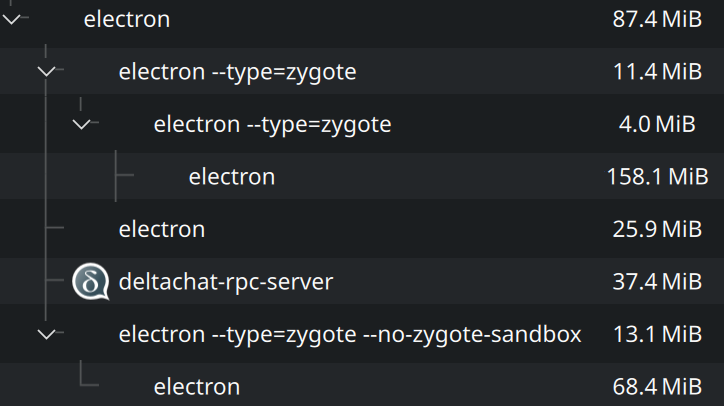 electron 87.4 MiB
electron --type=zygote 11.4 MiB
electron --type=zygote 4.0 MiB
electron 158.1 MiB
electron 25.9 MiB
deltachat-rpc-server 37.4 MiB
electron --type=zygote --no-zygote-sandbox 13.1 MiB
electron 68.4 MiB